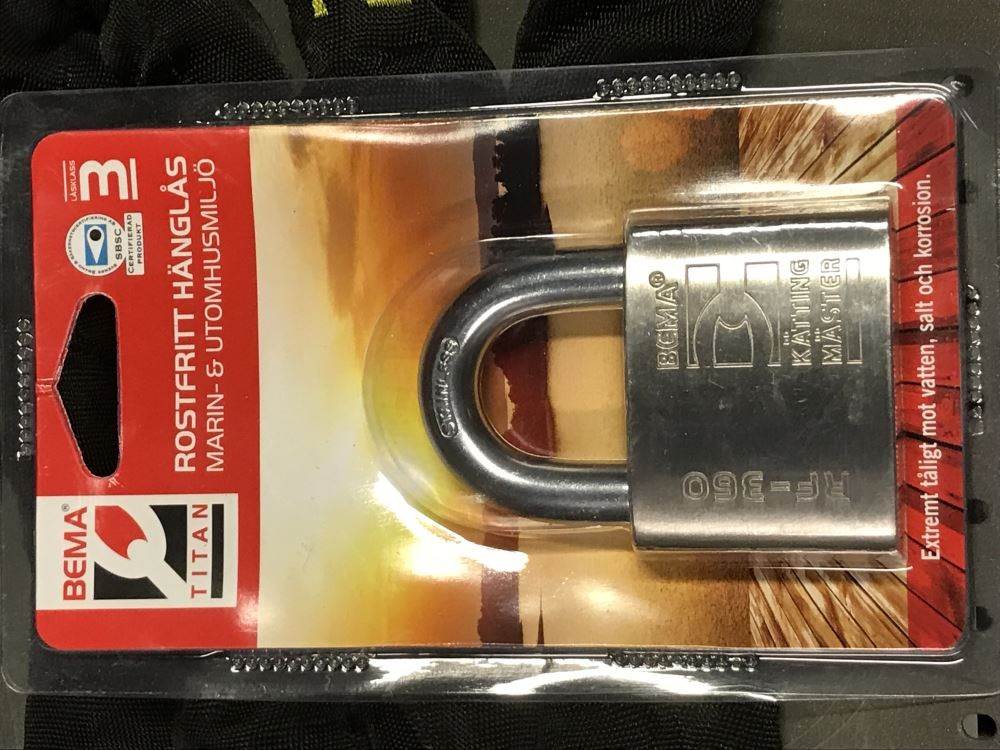 BEMA®
TITAN
LÅSKLASS
3
SBSC
CERTIFIERAD
PRODUKT
ROSTFRITT HÄNGLÅS
MARIN- & UTOMHUSMILJÖ
STAINLESS
BEMA®
KÄTTING
MÄSTER
RF-360
Extremt tåligt mot vatten, salt och korrosion.